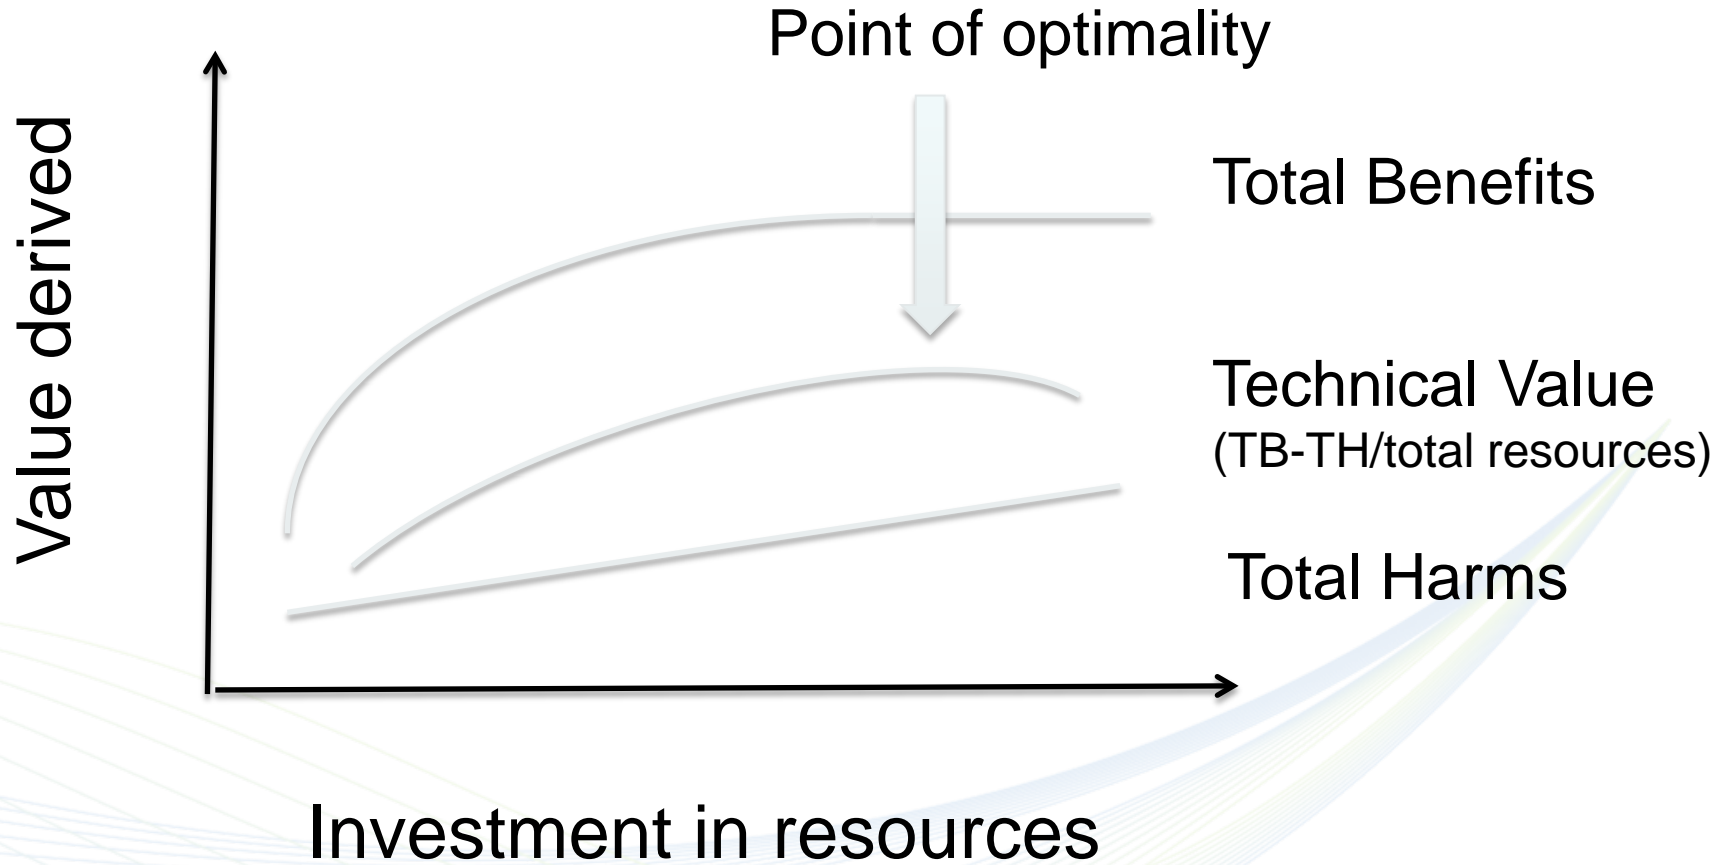 Point of optimality
Value derived
Total Benefits
Technical Value
(TB-TH/total resources)
Total Harms
Investment in resources